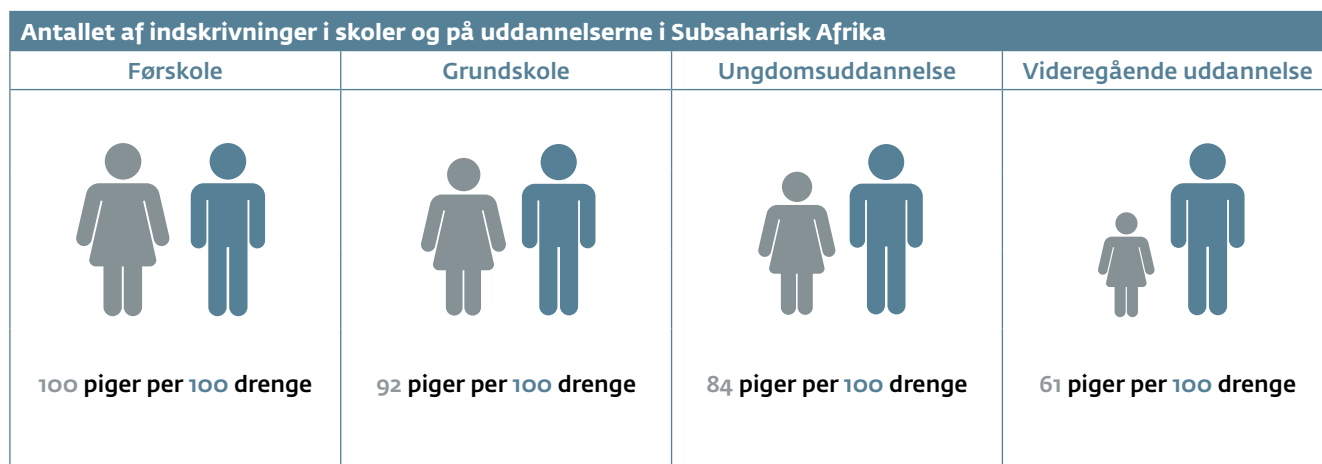 Antallet af indskrivninger i skoler og på uddannelserne i Subsaharisk Afrika
Førskole
Grundskole
Ungdomsuddannelse
Videregående uddannelse
100 piger per 100 drenge
92 piger per 100 drenge
84 piger per 100 drenge
61 piger per 100 drenge